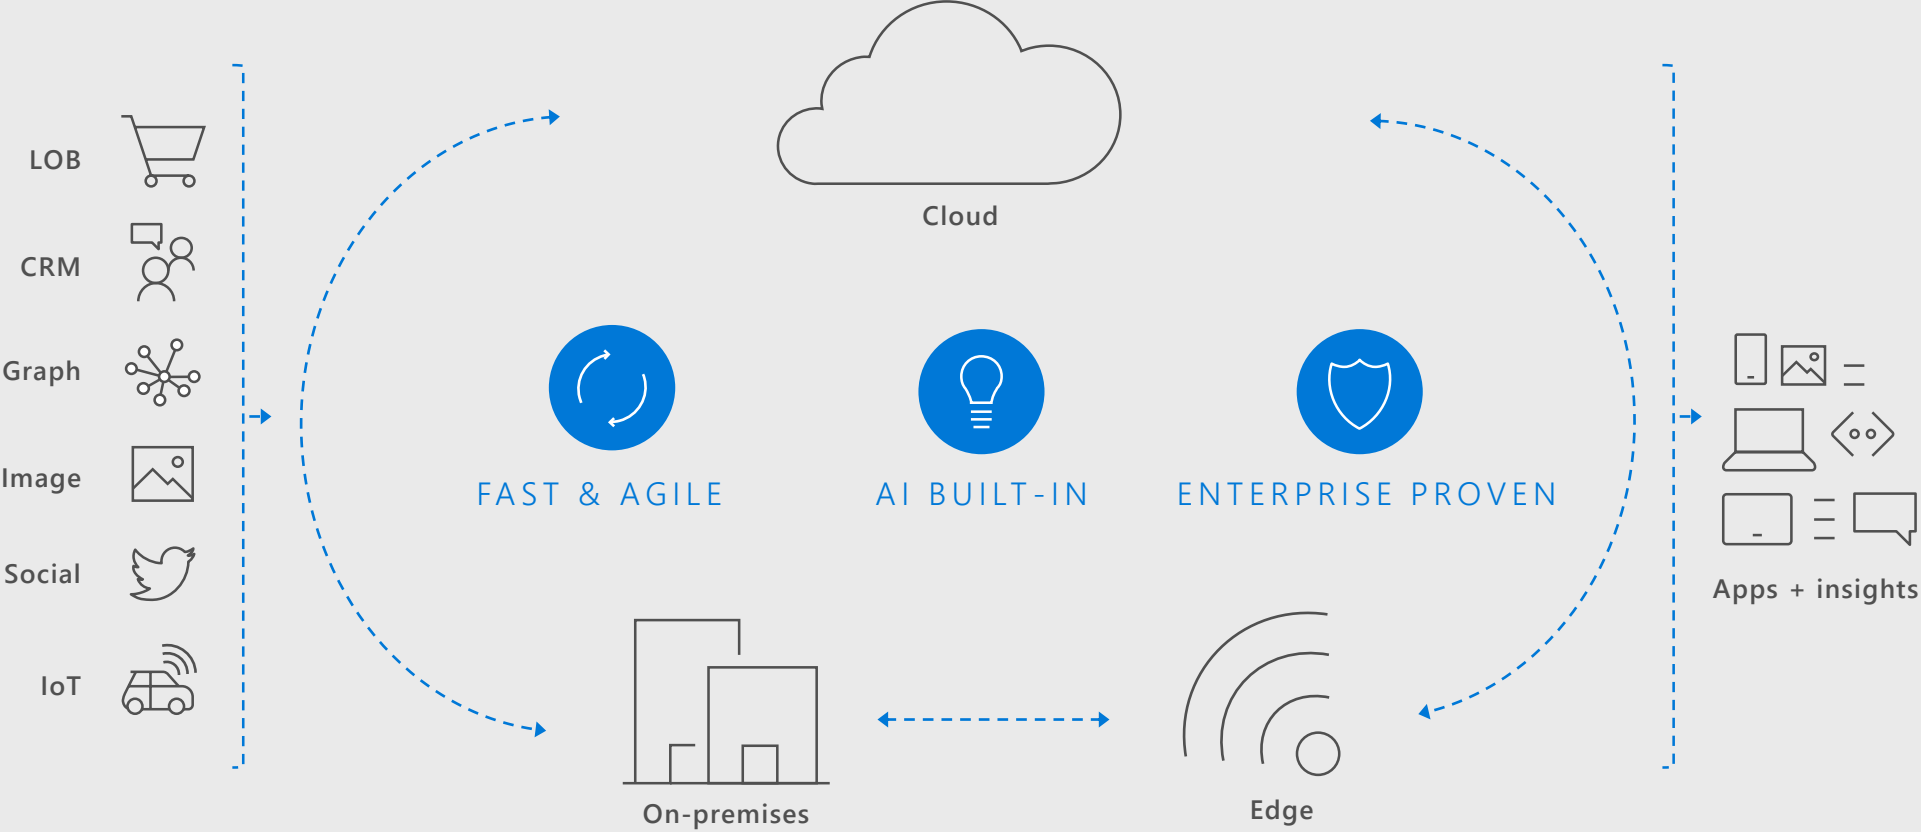 LOB
CRM
Graph
Image
Social
IoT
Cloud
FAST & AGILE
AI BUILT-IN
ENTERPRISE PROVEN
On-premises
Edge
Apps + insights